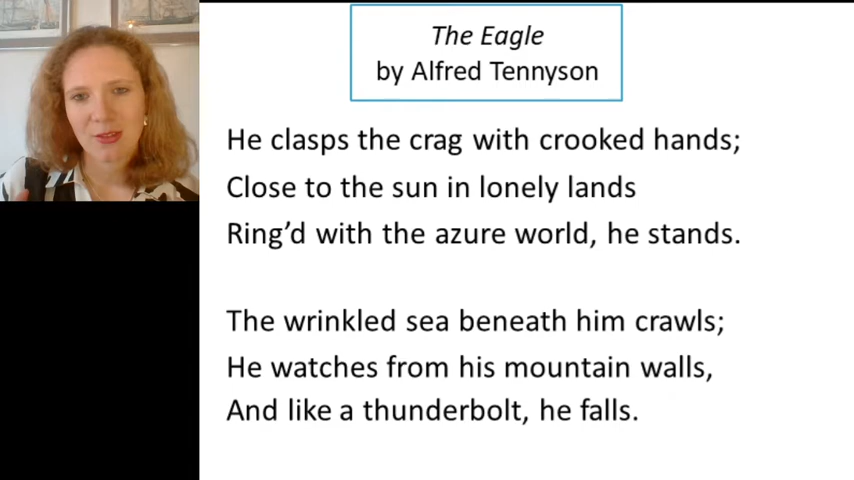 The Eagle
by Alfred Tennyson
He clasps the crag with crooked hands;
Close to the sun in lonely lands
Ring’d with the azure world, he stands.
The wrinkled sea beneath him crawls;
He watches from his mountain walls,
And like a thunderbolt, he falls.